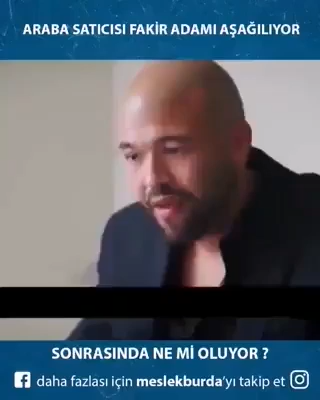 ARABA SATICISI FAKİR ADAMI AŞAĞILIYOR
SONRASINDA NE Mİ OLUYOR ?
daha fazlası için meslekburda'yı takip et